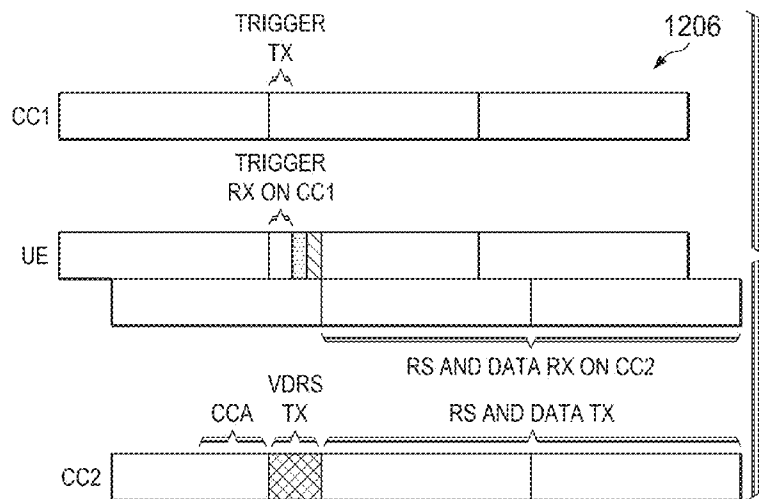 TRIGGER
TX
1206
CC1
TRIGGER
RX ON CC1
UE
RS AND DATA RX ON CC2
VDRS
CCA TX RS AND DATA TX
CC2